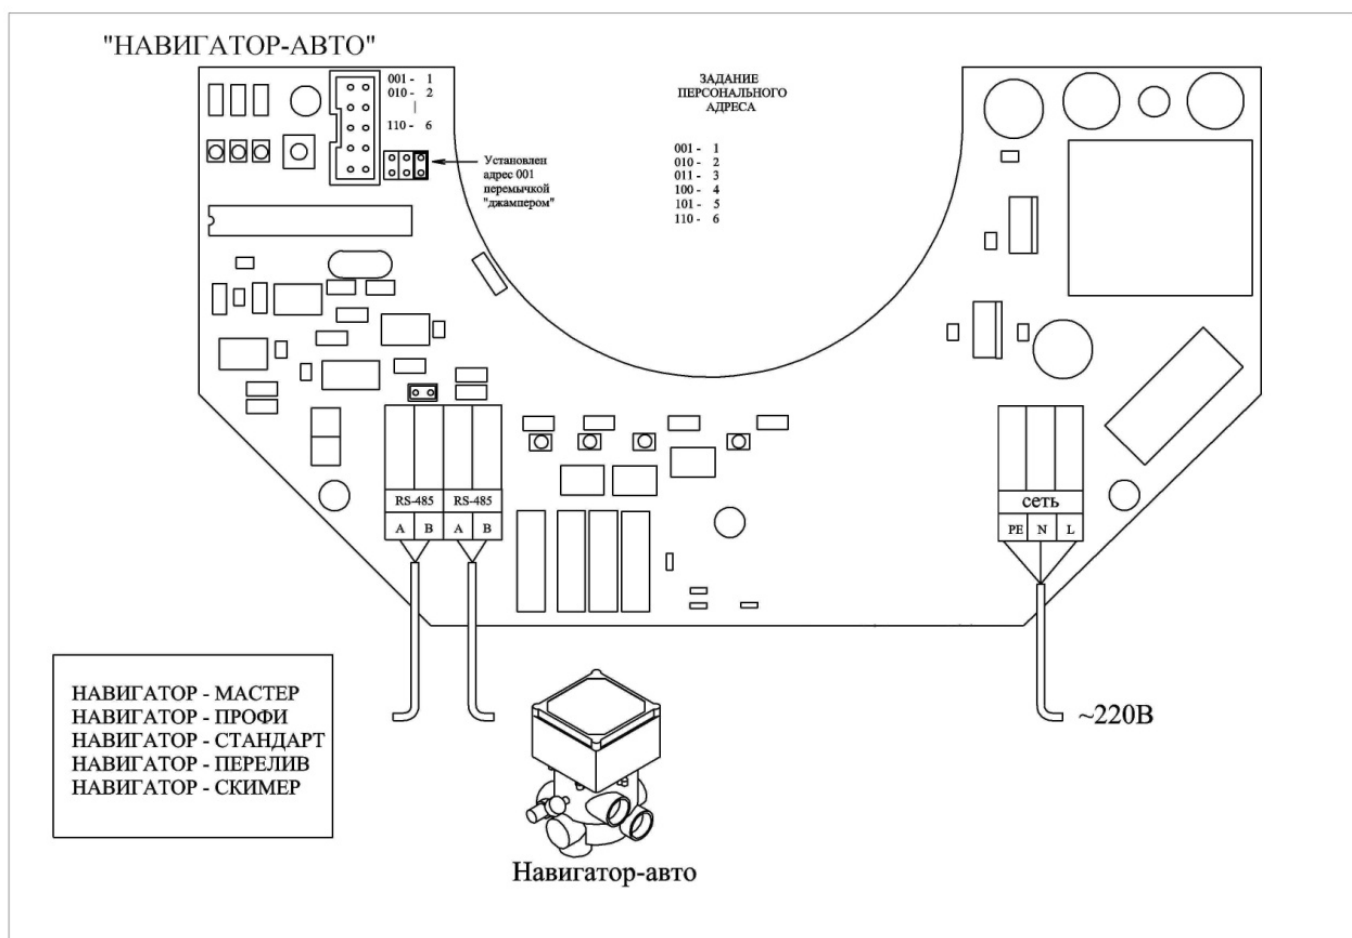 "НАВИГАТОР-АВТО"
001 - 1
010 - 2
|
110 - 6
Установлен
адрес 001
перемычкой
"джампером"
ЗАДАНИЕ
ПЕРСОНАЛЬНОГО
АДРЕСА
001 - 1
010 - 2
011 - 3
100 - 4
101 - 5
110 - 6
RS-485 RS-485
A B A B
сеть
PE N L
~220В
НАВИГАТОР - МАСТЕР
НАВИГАТОР - ПРОФИ
НАВИГАТОР - СТАНДАРТ
НАВИГАТОР - ПЕРЕЛИВ
НАВИГАТОР - СКИМЕР
Навигатор-авто